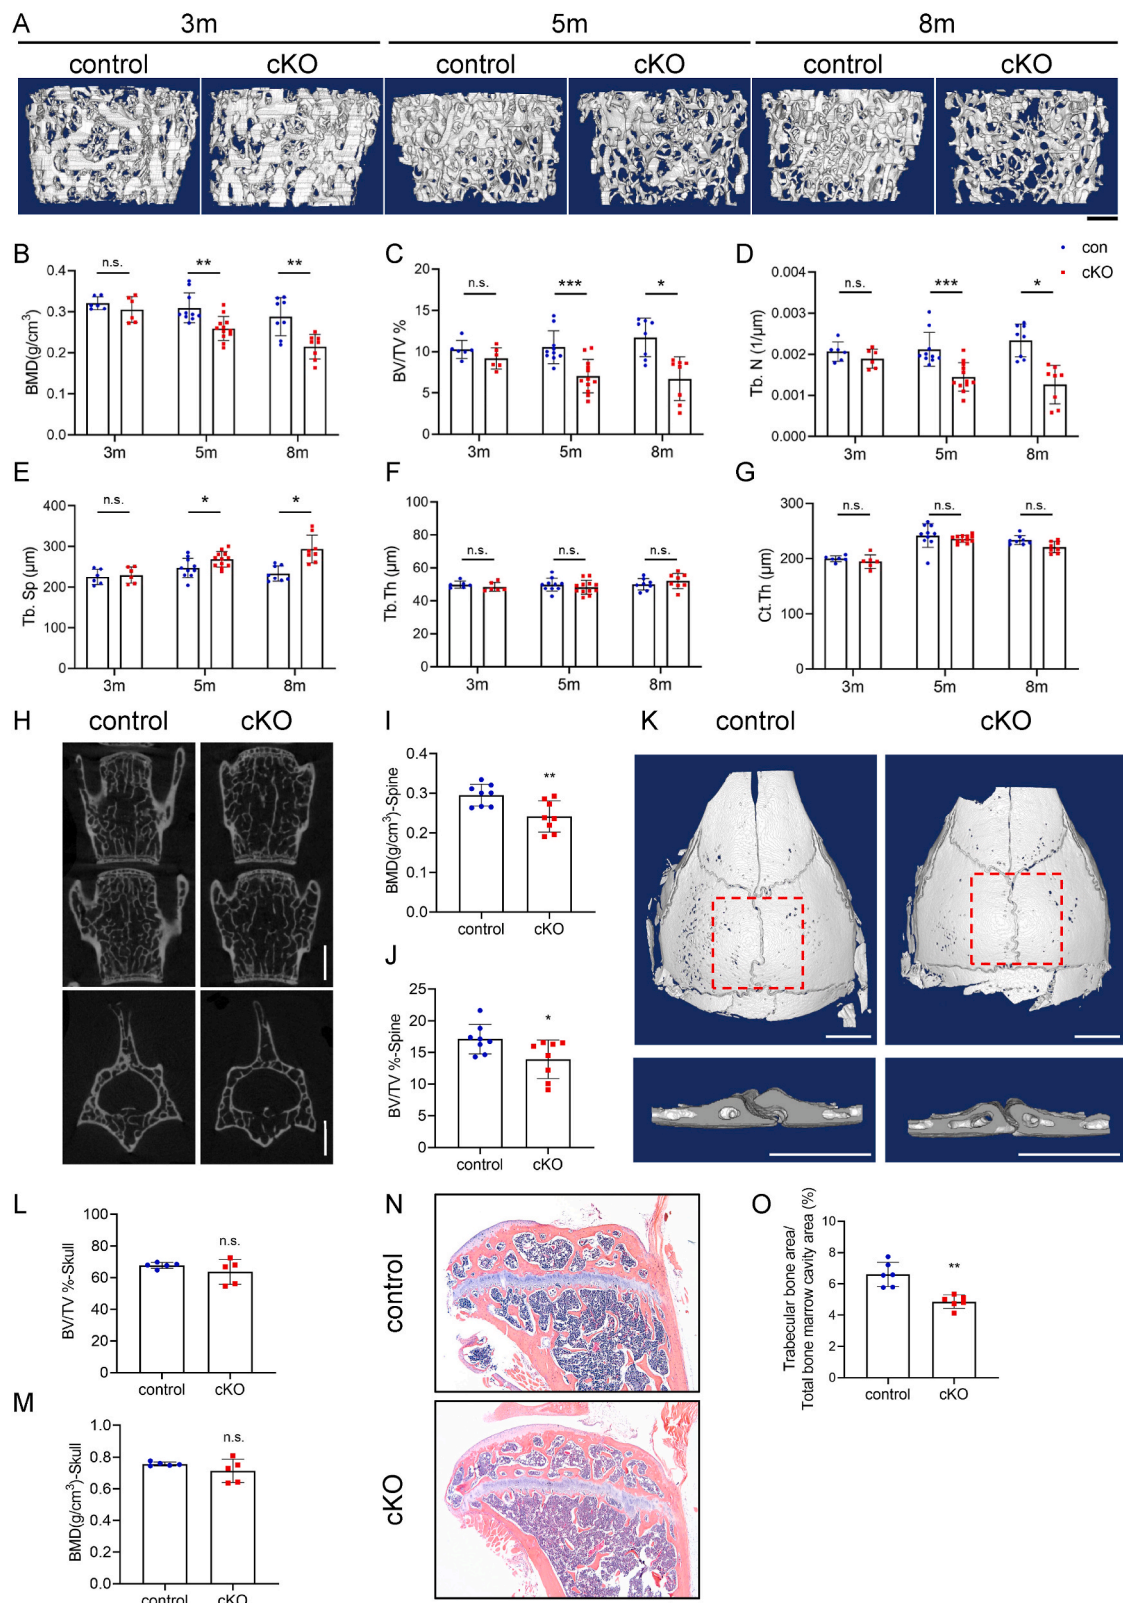 A
3m 5m 8m
control cKO control cKO control cKO
B
n.s. ** **
BMD(g/cm³)
0.4
0.3
0.2
0.1
0.0
3m 5m 8m
C
n.s. *** *
BV/TV %
20
15
10
5
0
3m 5m 8m
D
con
cKO
n.s. *** *
Tb. N (1/μm)
0.004
0.003
0.002
0.001
0.000
3m 5m 8m
E
n.s. * *
Tb. Sp (μm)
400
300
200
100
0
3m 5m 8m
F
n.s. n.s. n.s.
Tb.Th (μm)
100
80
60
40
20
0
3m 5m 8m
G
n.s. n.s. n.s.
Ct.Th (μm)
300
200
100
0
3m 5m 8m
H
control cKO
I
**
BMD(g/cm³)-Spine
0.4
0.3
0.2
0.1
0.0
control cKO
J
*
BV/TV %-Spine
25
20
15
10
5
0
control cKO
K
control cKO
L
n.s.
BV/TV %-Skull
100
80
60
40
20
0
control cKO
M
n.s.
BMD(g/cm³)-Skull
1.0
0.8
0.6
0.4
0.2
0.0
control cKO
N
control
cKO
O
**
Trabecular bone area/
Total bone marrow cavity area (%)
8
6
4
2
0
control cKO